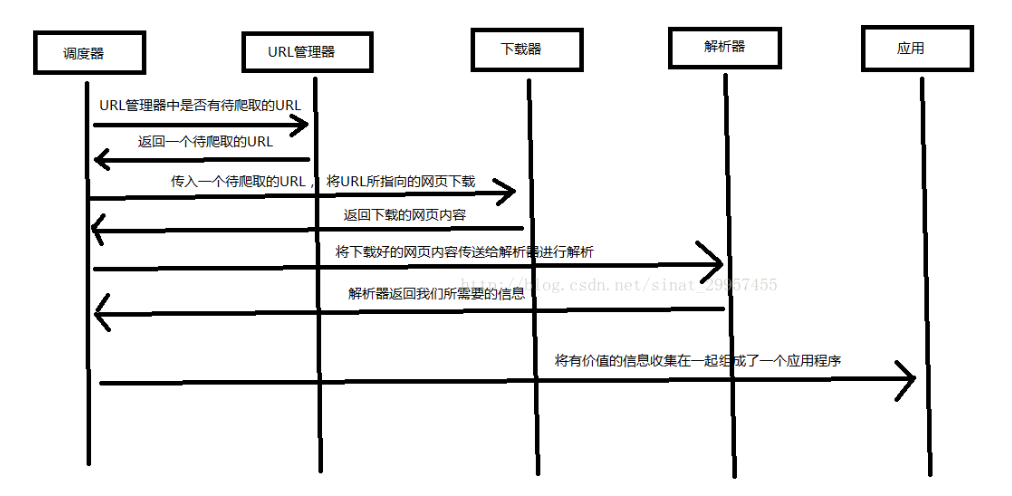 调度器
URL管理器
下载器
解析器
应用
URL管理器中是否有待爬取的URL
返回一个待爬取的URL
传入一个待爬取的URL， 将URL所指向的网页下载
返回下载的网页内容
将下载好的网页内容传送给解析器进行解析
http://blog.csdn.net/sinat_29957455
解析器返回我们所需要的信息
将有价值的信息收集在一起组成了一个应用程序